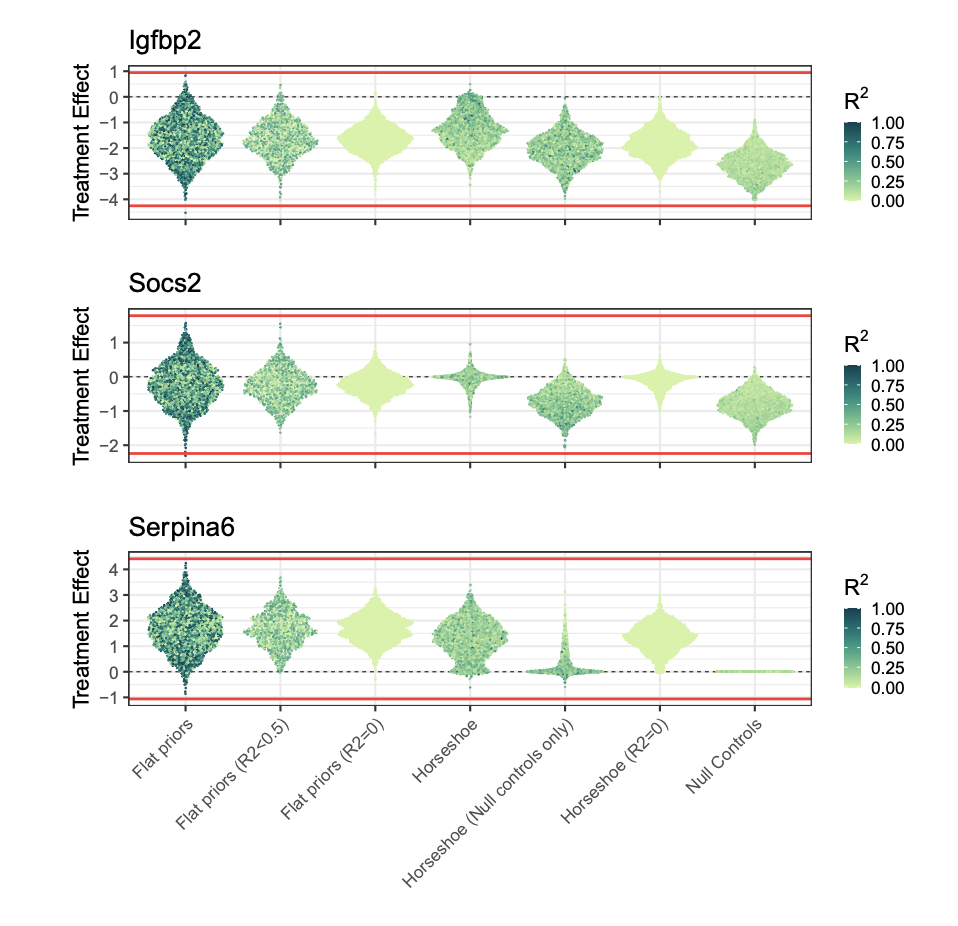 Igfbp2
Treatment Effect
1
0
−1
−2
−3
−4
R²
1.00
0.75
0.50
0.25
0.00
Socs2
Treatment Effect
1
0
−1
−2
R²
1.00
0.75
0.50
0.25
0.00
Serpina6
Treatment Effect
4
3
2
1
0
−1
R²
1.00
0.75
0.50
0.25
0.00
Flat priors
Flat priors (R2<0.5)
Flat priors (R2=0)
Horseshoe
Horseshoe (Null controls only)
Horseshoe (R2=0)
Null Controls